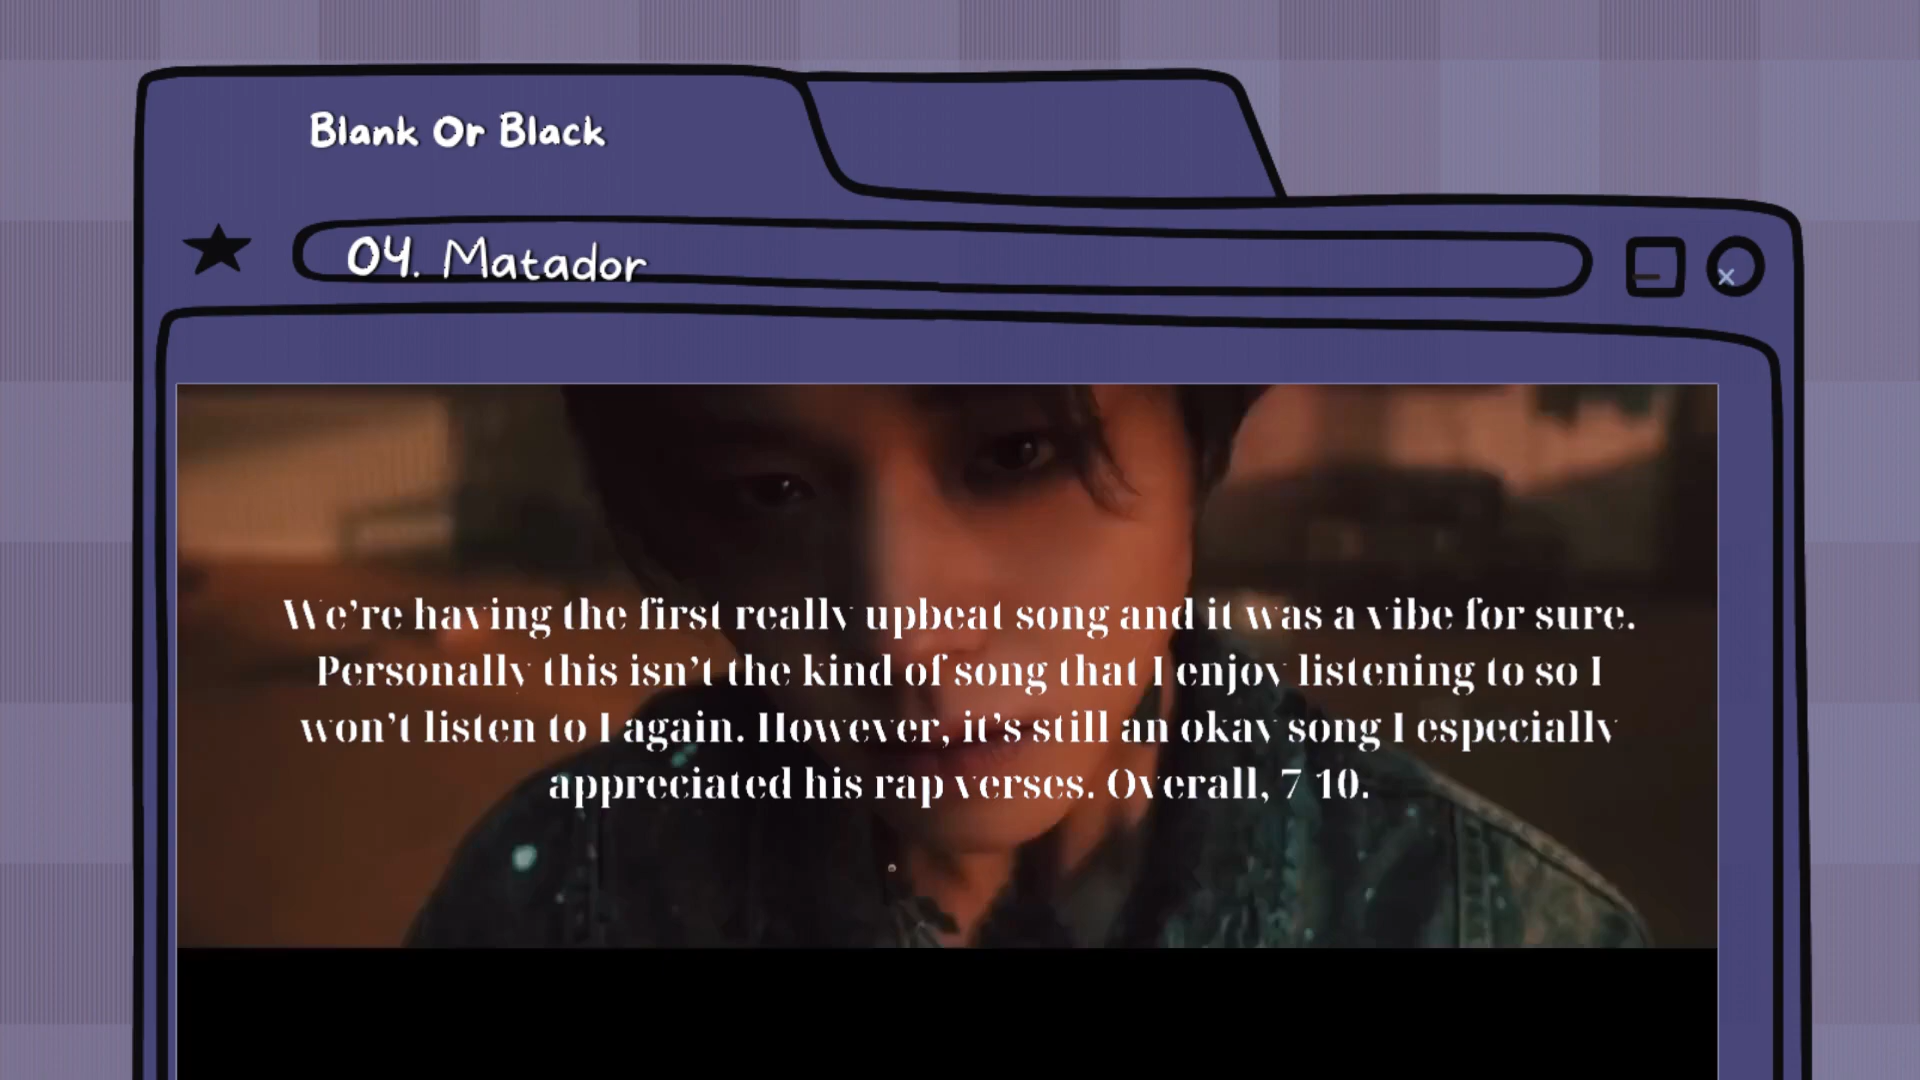 Blank Or Black
04. Matador
We're having the first really upbeat song and it was a vibe for sure.
Personally this isn't the kind of song that I enjoy listening to so I
won't listen to I again. However, it's still an okay song I especially
appreciated his rap verses. Overall, 7 10.